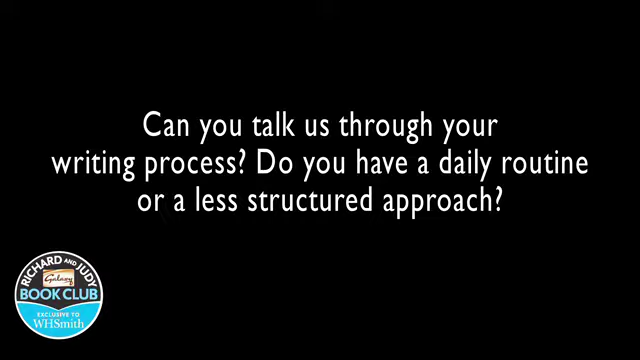 Can you talk us through your
writing process? Do you have a daily routine
or a less structured approach?
RICHARD AND JUDY
Galaxy
BOOK CLUB
EXCLUSIVE TO
WHSmith